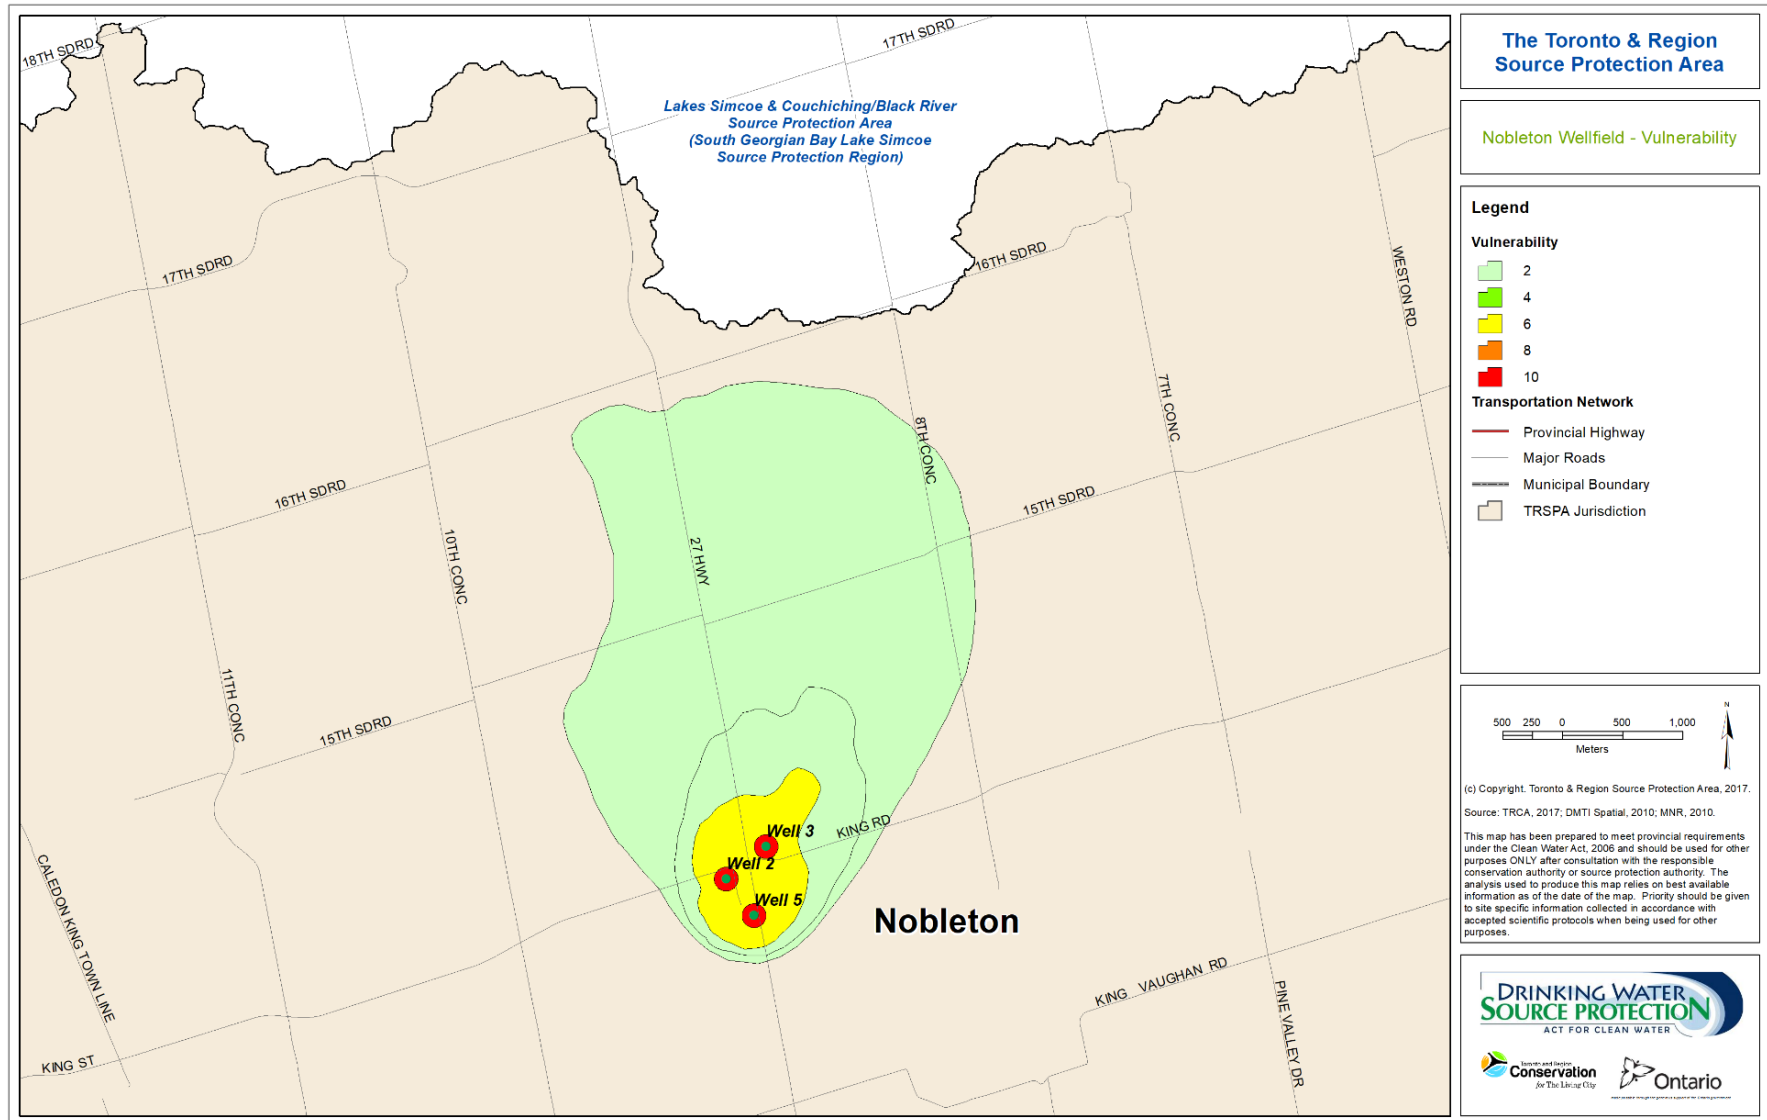 18TH SDRD
17TH SDRD
Lakes Simcoe & Couchiching/Black River
Source Protection Area
(South Georgian Bay Lake Simcoe
Source Protection Region)
17TH SDRD
16TH SDRD
WESTON RD
7TH CONC
8TH CONC
16TH SDRD
15TH SDRD
10TH CONC
27 HWY
11TH CONC
15TH SDRD
KING RD
Well 3
Well 2
Well 5
Nobleton
CALEDON KING TOWN LINE
KING VAUGHAN RD
PINE VALLEY DR
KING ST
The Toronto & Region
Source Protection Area
Nobleton Wellfield - Vulnerability
Legend
Vulnerability
2
4
6
8
10
Transportation Network
Provincial Highway
Major Roads
Municipal Boundary
TRSPA Jurisdiction
N
500 250 0 500 1,000
Meters
(c) Copyright. Toronto & Region Source Protection Area, 2017.
Source: TRCA, 2017; DMTI Spatial, 2010; MNR, 2010.
This map has been prepared to meet provincial requirements
under the Clean Water Act, 2006 and should be used for other
purposes ONLY after consultation with the responsible
conservation authority or source protection authority. The
analysis used to produce this map relies on best available
information as of the date of the map. Priority should be given
to site specific information collected in accordance with
accepted scientific protocols when being used for other
purposes.
DRINKING WATER
SOURCE PROTECTION
ACT FOR CLEAN WATER
Toronto and Region
Conservation
for The Living City
Ontario